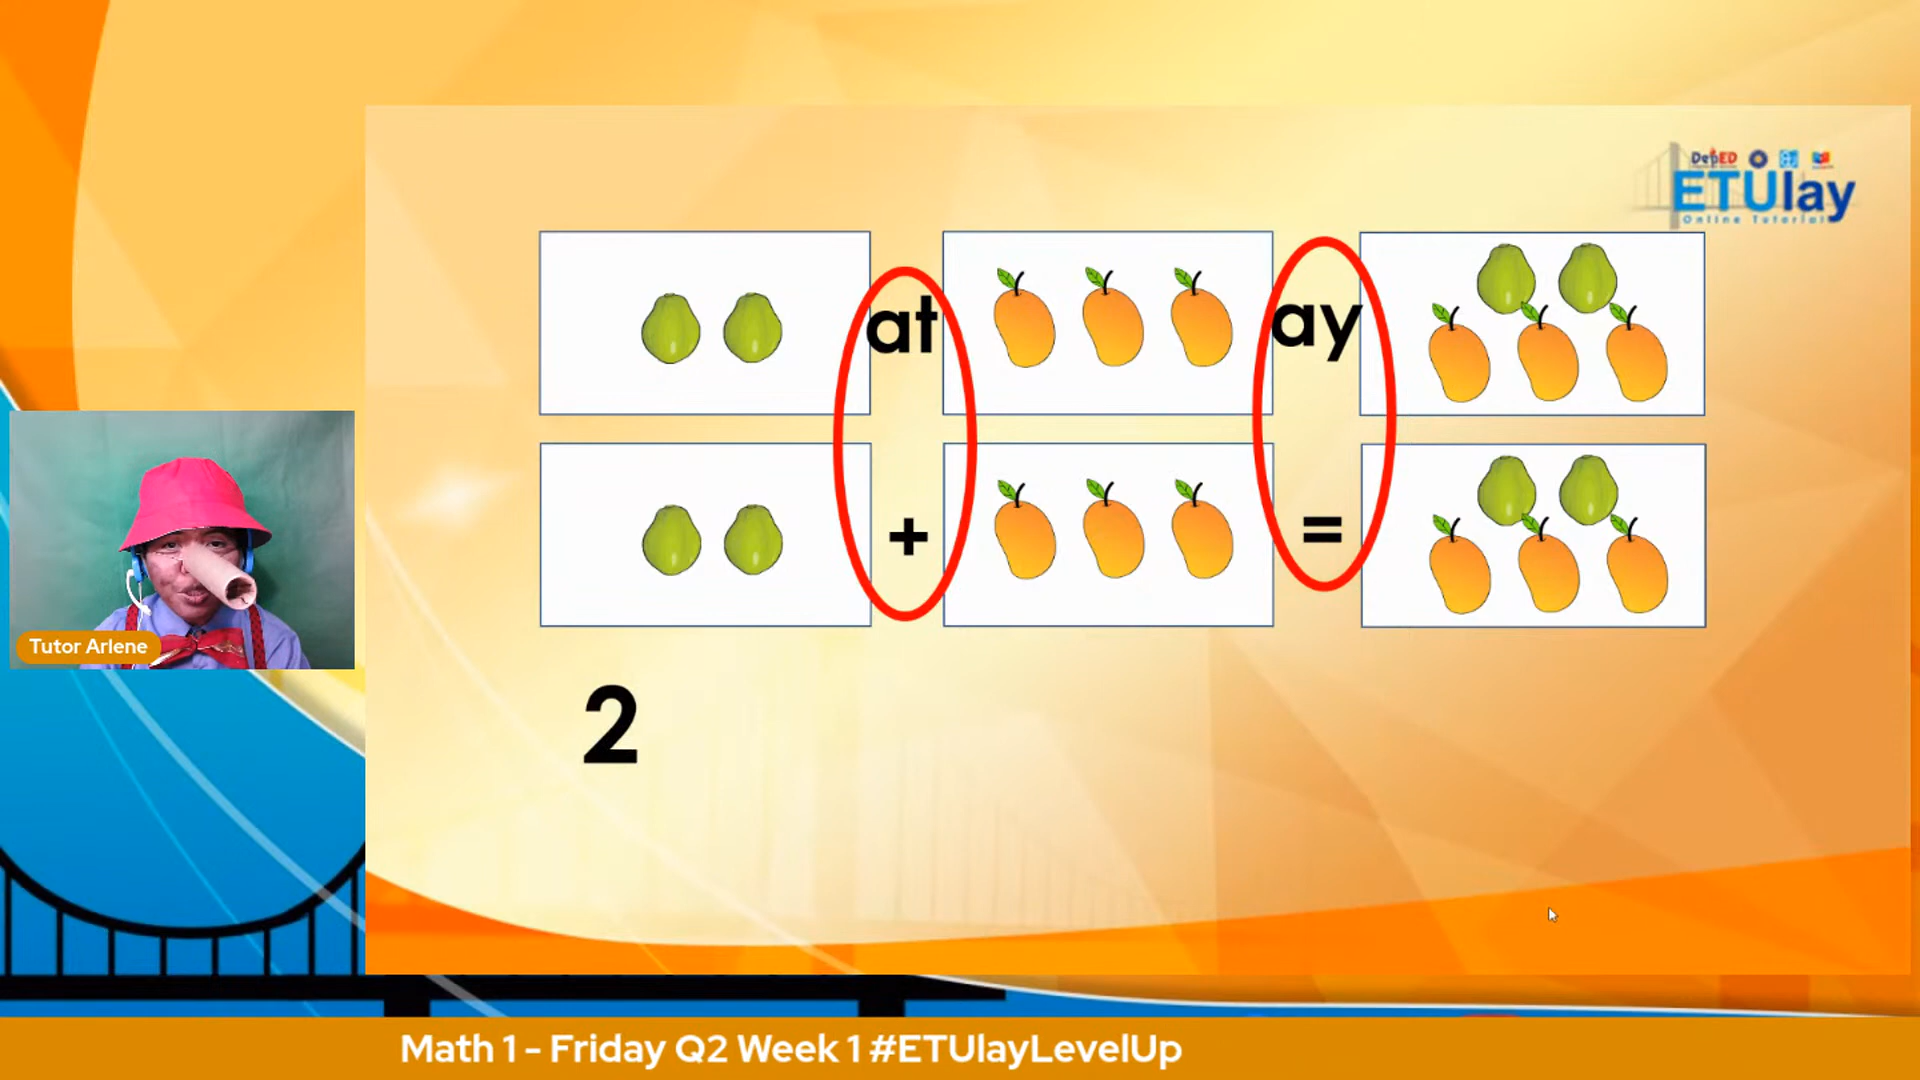 DepED
ETUlay
Online Tutorial
at
ay
+
=
2
Tutor Arlene
Math 1 - Friday Q2 Week 1 #ETUlayLevelUp